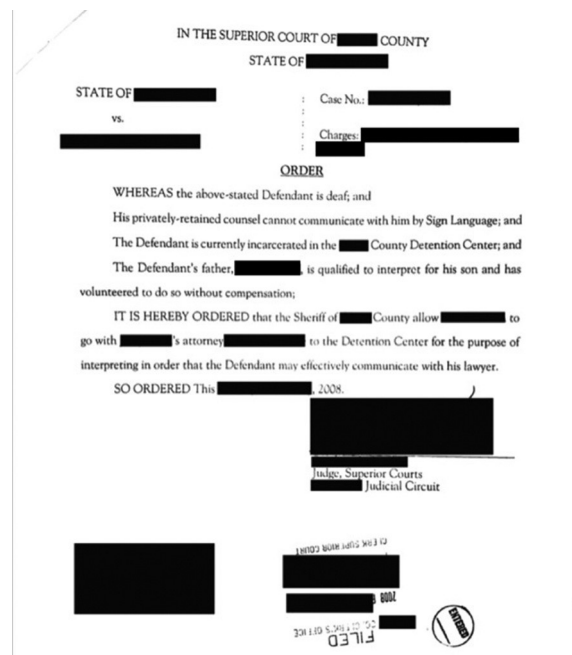 IN THE SUPERIOR COURT OF COUNTY
STATE OF
STATE OF : Case No.:
vs. :
: Charges:
ORDER
WHEREAS the above-stated Defendant is deaf; and
His privately-retained counsel cannot communicate with him by Sign Language; and
The Defendant is currently incarcerated in the County Detention Center; and
The Defendant's father, , is qualified to interpret for his son and has
volunteered to do so without compensation;
IT IS HEREBY ORDERED that the Sheriff of County allow to
go with 's attorney to the Detention Center for the purpose of
interpreting in order that the Defendant may effectively communicate with his lawyer.
SO ORDERED This , 2008.
Judge, Superior Courts
Judicial Circuit
CLERK SUPERIOR COURT
2008
OFFICE
FILED
ENTERED